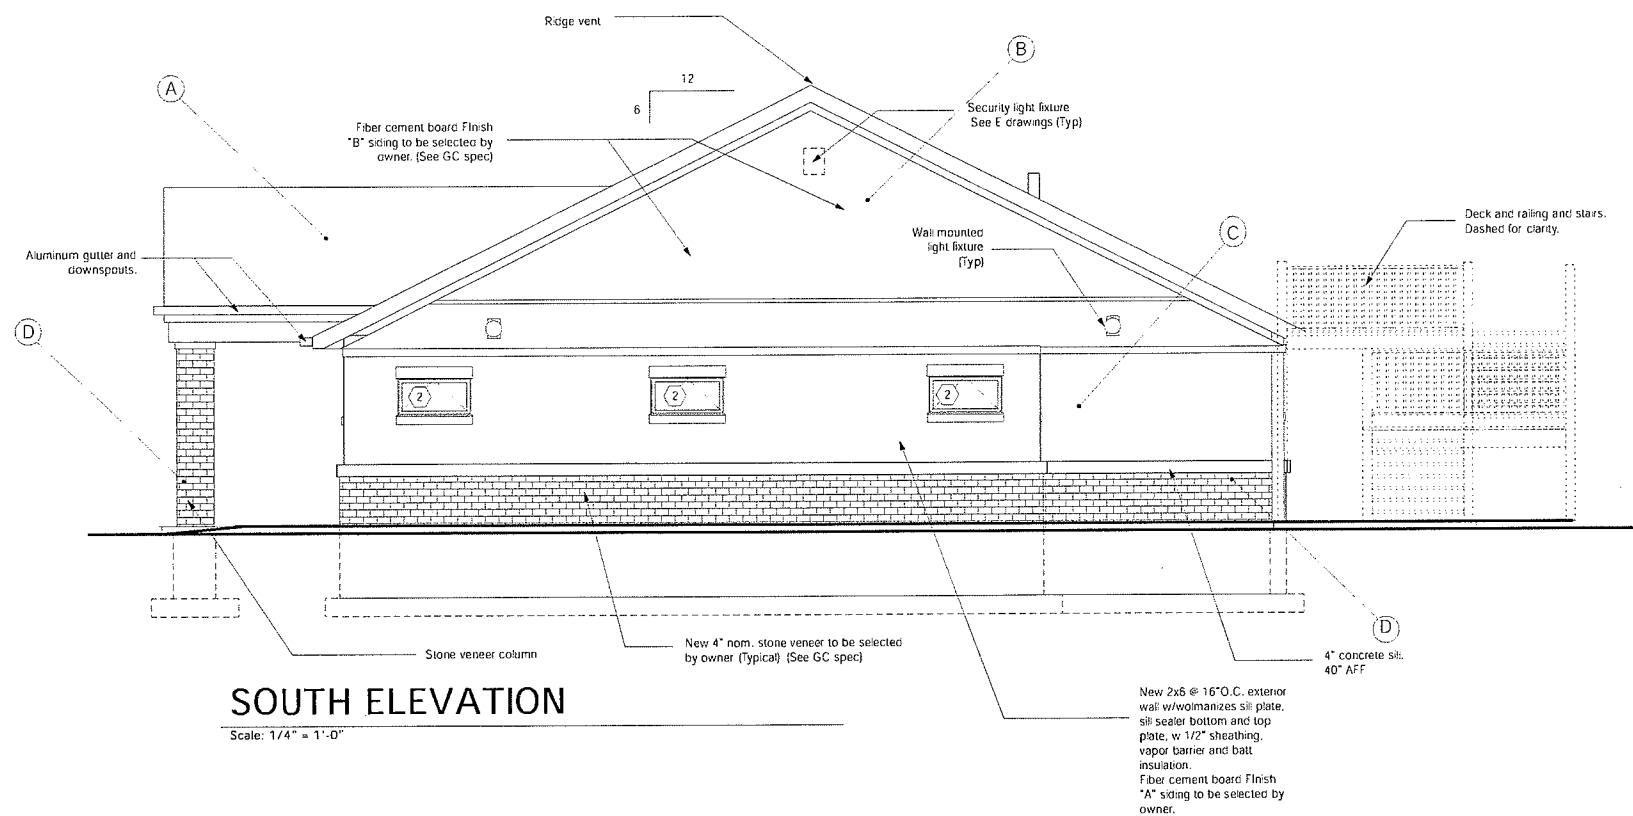 Ridge vent
B
A
12
6
Security light fixture
See E drawings (Typ)
Fiber cement board FInish
"B" siding to be selected by
owner. (See GC spec)
Deck and railing and stairs.
Dashed for clarity.
C
Wall mounted
light fixture
(Typ)
Aluminum gutter and
downspouts.
D
2
2
2
D
New 4" nom. stone veneer to be selected
by owner (Typical) (See GC spec)
Stone veneer column
4" concrete sill.
40" AFF
SOUTH ELEVATION
Scale: 1/4" = 1'-0"
New 2x6 @ 16"O.C. exterior
wall w/wolmanizes sill plate,
sill sealer bottom and top
plate, w 1/2" sheathing,
vapor barrier and batt
insulation.
Fiber cement board FInish
"A" siding to be selected by
owner.